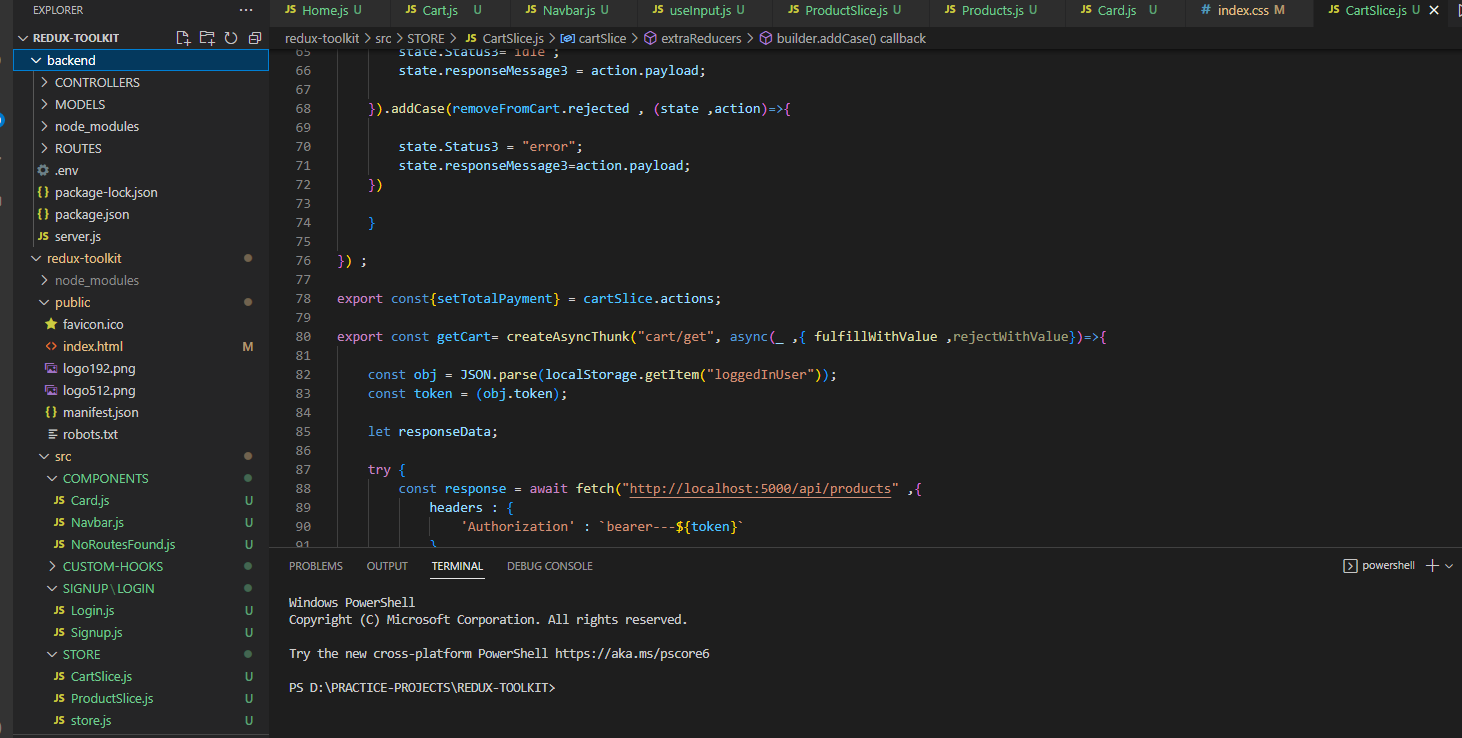 EXPLORER ···
Home.js U Cart.js U Navbar.js U useInput.js U ProductSlice.js U Products.js U Card.js U index.css M CartSlice.js U
REDUX-TOOLKIT
redux-toolkit > src > STORE > JS CartSlice.js > cartSlice > extraReducers > builder.addCase() callback
backend
CONTROLLERS
MODELS
node_modules
ROUTES
.env
package-lock.json
package.json
JS server.js
redux-toolkit
node_modules
public
favicon.ico
index.html M
logo192.png
logo512.png
manifest.json
robots.txt
src
COMPONENTS
JS Card.js U
JS Navbar.js U
JS NoRoutesFound.js U
CUSTOM-HOOKS
SIGNUP\LOGIN
JS Login.js U
JS Signup.js U
STORE
JS CartSlice.js U
JS ProductSlice.js U
JS store.js U
65 state.Status3= "idle";
66 state.responseMessage3 = action.payload;
67
68 }).addCase(removeFromCart.rejected , (state ,action)=>{
69
70 state.Status3 = "error";
71 state.responseMessage3=action.payload;
72 })
73
74 }
75
76 }) ;
77
78 export const{setTotalPayment} = cartSlice.actions;
79
80 export const getCart= createAsyncThunk("cart/get", async(_ ,{ fulfillWithValue ,rejectWithValue})=>{
81
82 const obj = JSON.parse(localStorage.getItem("loggedInUser"));
83 const token = (obj.token);
84
85 let responseData;
86
87 try {
88 const response = await fetch("http://localhost:5000/api/products" ,{
89 headers : {
90 'Authorization' : `bearer---${token}`
91 }
PROBLEMS OUTPUT TERMINAL DEBUG CONSOLE powershell
Windows PowerShell
Copyright (C) Microsoft Corporation. All rights reserved.
Try the new cross-platform PowerShell https://aka.ms/pscore6
PS D:\PRACTICE-PROJECTS\REDUX-TOOLKIT>